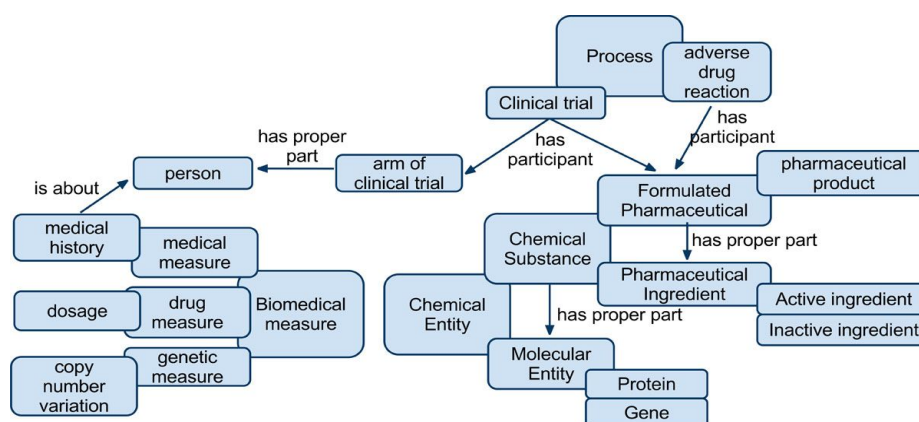 Process
adverse
drug
reaction
Clinical trial
has
participant
has
participant
has proper
part
arm of
clinical trial
person
is about
pharmaceutical
product
Formulated
Pharmaceutical
medical
history
medical
measure
Chemical
Substance
has proper part
Pharmaceutical
Ingredient
dosage
drug
measure
Biomedical
measure
Chemical
Entity
has proper part
Active ingredient
Inactive ingredient
copy
number
variation
genetic
measure
Molecular
Entity
Protein
Gene